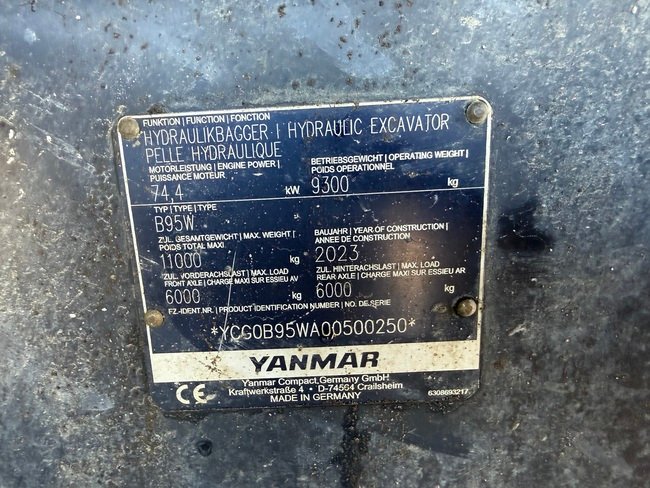 FUNKTION | FUNCTION | FONCTION
HYDRAULIKBAGGER | HYDRAULIC EXCAVATOR
PELLE HYDRAULIQUE
MOTORLEISTUNG | ENGINE POWER |
PUISSANCE MOTEUR
BETRIEBSGEWICHT | OPERATING WEIGHT |
POIDS OPERATIONNEL
74,4 kW 9300 kg
TYP | TYPE | TYPE
B95W
ZUL. GESAMTGEWICHT | MAX. WEIGHT |
POIDS TOTAL MAXI
BAUJAHR | YEAR OF CONSTRUCTION |
ANNEE DE CONSTRUCTION
11000 kg 2023
ZUL. VORDERACHSLAST | MAX. LOAD
FRONT AXLE | CHARGE MAXI SUR ESSIEU AV
ZUL. HINTERACHSLAST | MAX. LOAD
REAR AXLE | CHARGE MAXI SUR ESSIEU AR
6000 kg 6000 kg
FZ-IDENT.NR. | PRODUCT IDENTIFICATION NUMBER | NO. DE SERIE
*YCG0B95WA00500250*
YANMAR
CE
Yanmar Compact Germany GmbH
Kraftwerkstraße 4 • D-74564 Crailsheim
MADE IN GERMANY
6308693217